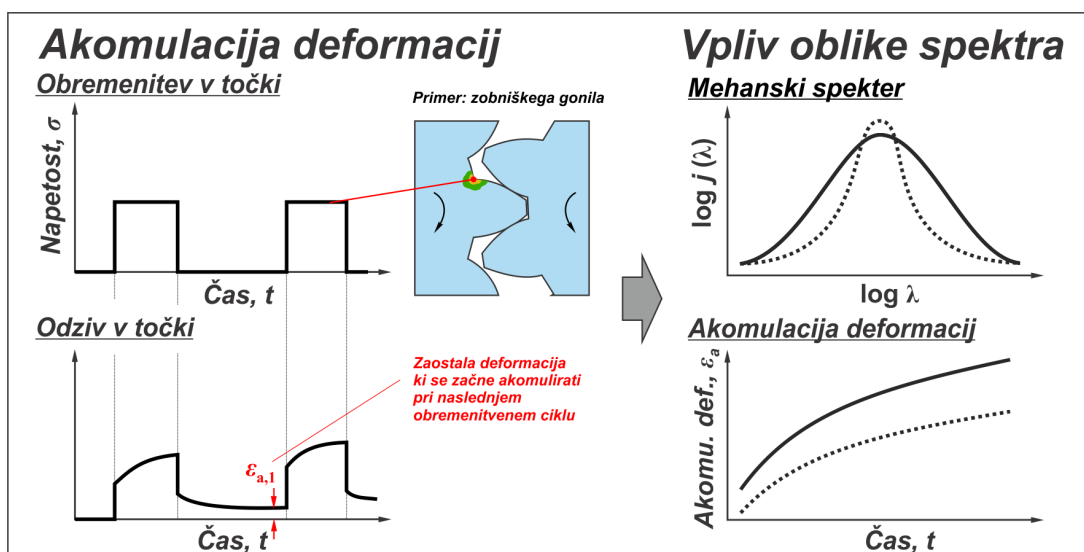 Akomulacija deformacij
Obremenitev v točki
Primer: zobniškega gonila
Napetost, σ
Čas, t
Odziv v točki
Zaostala deformacija
ki se začne akomulirati
pri naslednjem
obremenitvenem ciklu
εa,1
Čas, t
Vpliv oblike spektra
Mehanski spekter
log j (λ)
log λ
Akomulacija deformacij
Akomu. def., εa
Čas, t